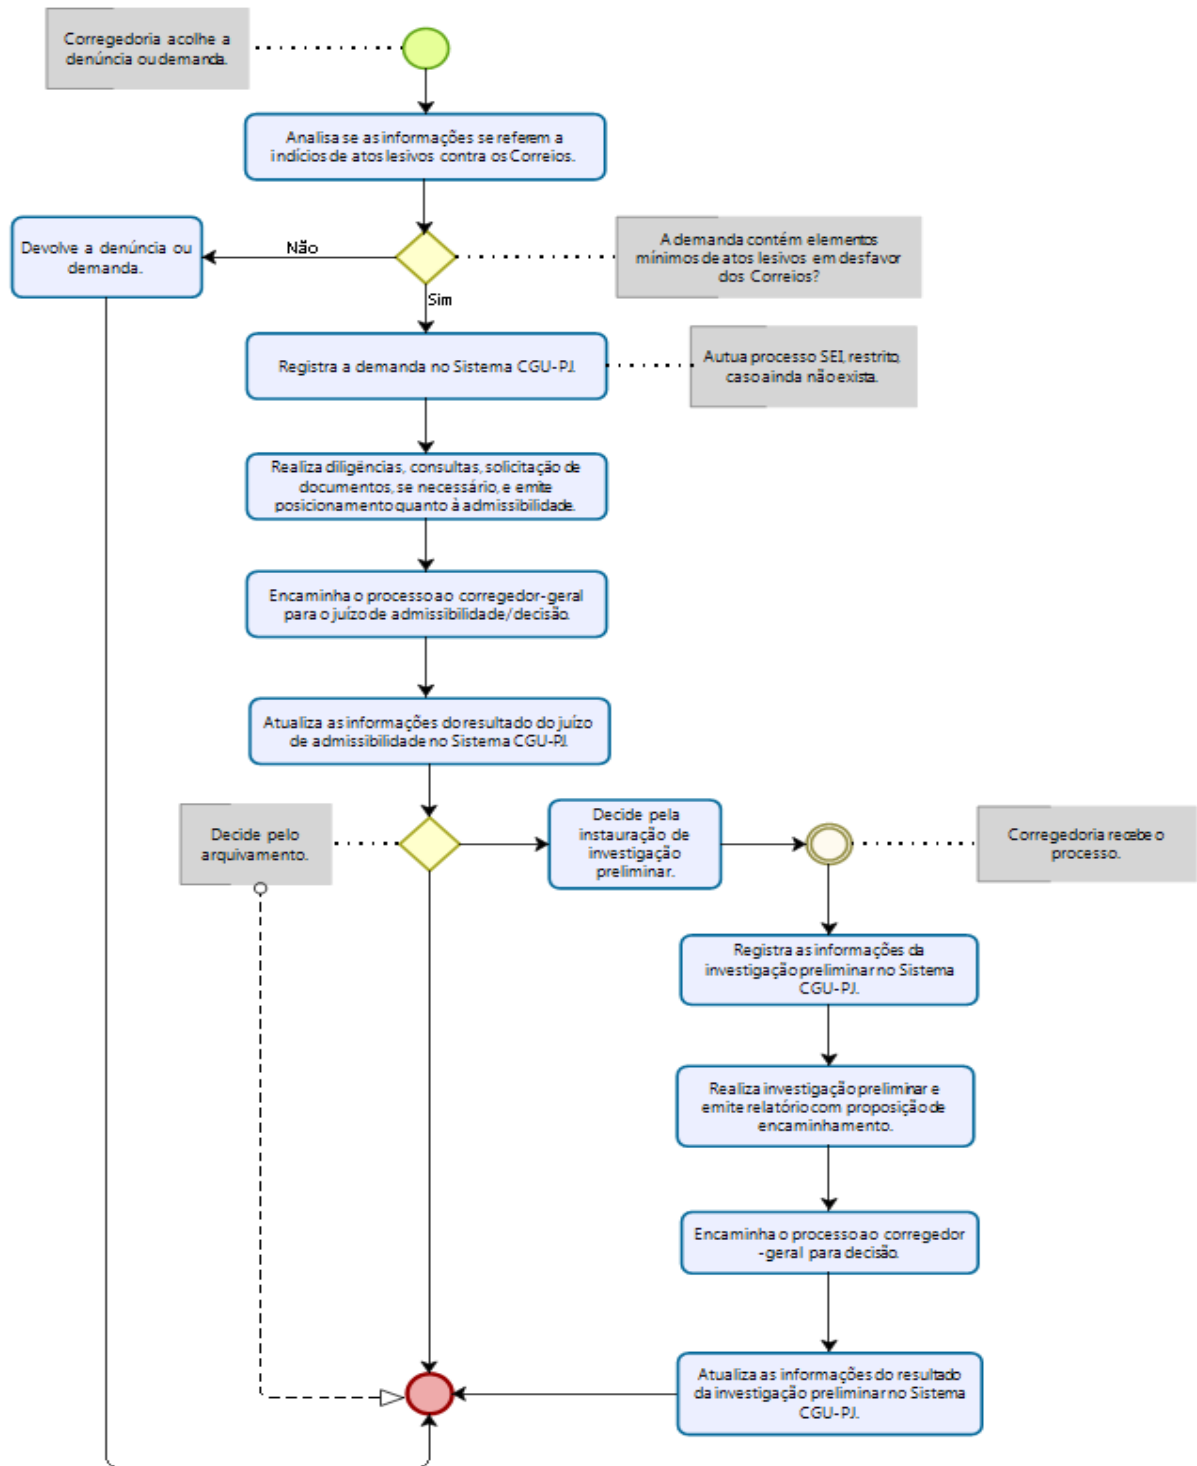 Corregedoria acolhe a
denúncia ou demanda.
Analisa se as informações se referem a
indícios de atos lesivos contra os Correios.
Devolve a denúncia ou
demanda.
Não
A demanda contém elementos
mínimos de atos lesivos em desfavor
dos Correios?
Sim
Registra a demanda no Sistema CGU-PJ.
Autua processo SEI, restrito,
caso ainda não exista.
Realiza diligências, consultas, solicitação de
documentos, se necessário, e emite
posicionamento quanto à admissibilidade.
Encaminha o processo ao corregedor-geral
para o juízo de admissibilidade/decisão.
Atualiza as informações do resultado do juízo
de admissibilidade no Sistema CGU-PJ.
Decide pelo
arquivamento.
Decide pela
instauração de
investigação
preliminar.
Corregedoria recebe o
processo.
Registra as informações da
investigação preliminar no Sistema
CGU-PJ.
Realiza investigação preliminar e
emite relatório com proposição de
encaminhamento.
Encaminha o processo ao corregedor
-geral para decisão.
Atualiza as informações do resultado
da investigação preliminar no Sistema
CGU-PJ.